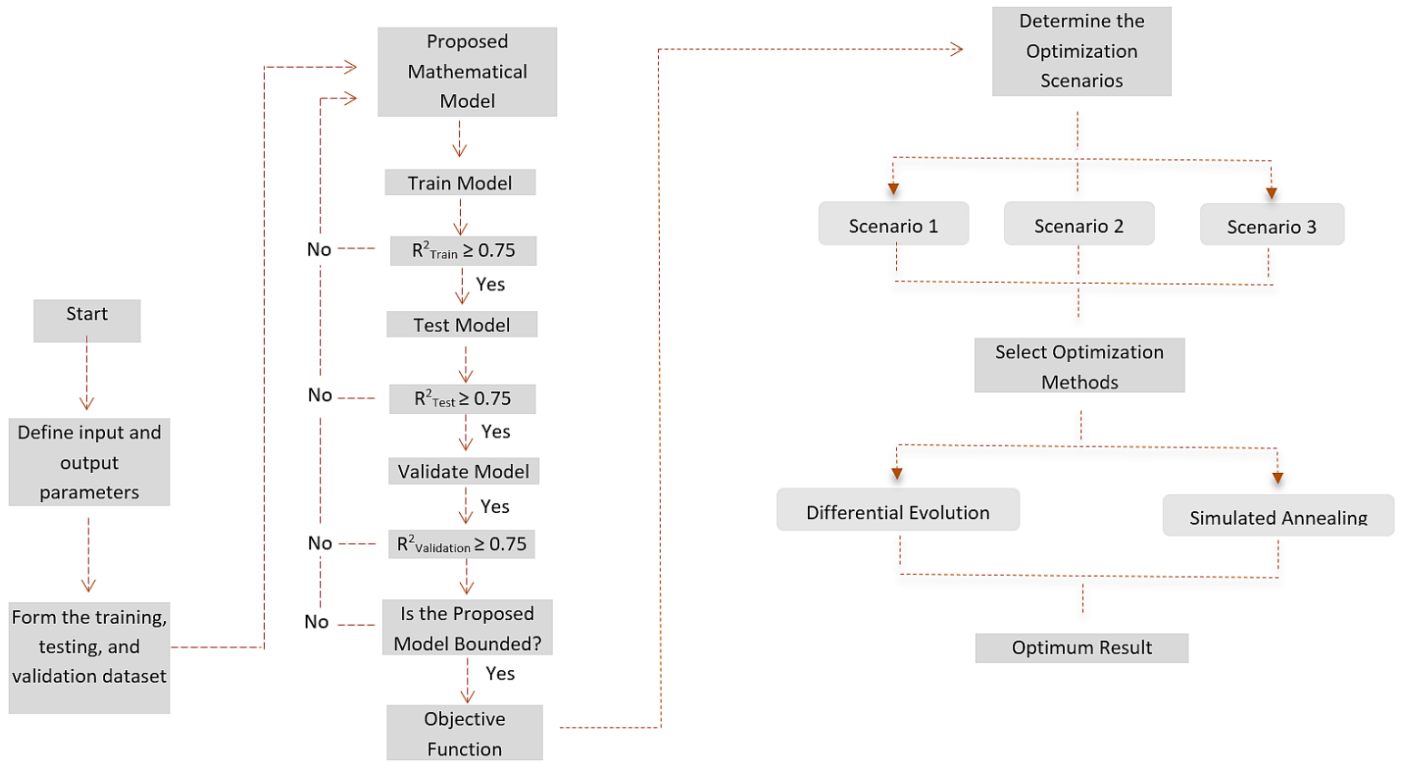 Start
Define input and
output
parameters
Form the training,
testing, and
validation dataset
Proposed
Mathematical
Model
Train Model
R²Train ≥ 0.75
No
Yes
Test Model
R²Test ≥ 0.75
No
Yes
Validate Model
Yes
R²Validation ≥ 0.75
No
Is the Proposed
Model Bounded?
No
Yes
Objective
Function
Determine the
Optimization
Scenarios
Scenario 1
Scenario 2
Scenario 3
Select Optimization
Methods
Differential Evolution
Simulated Annealing
Optimum Result